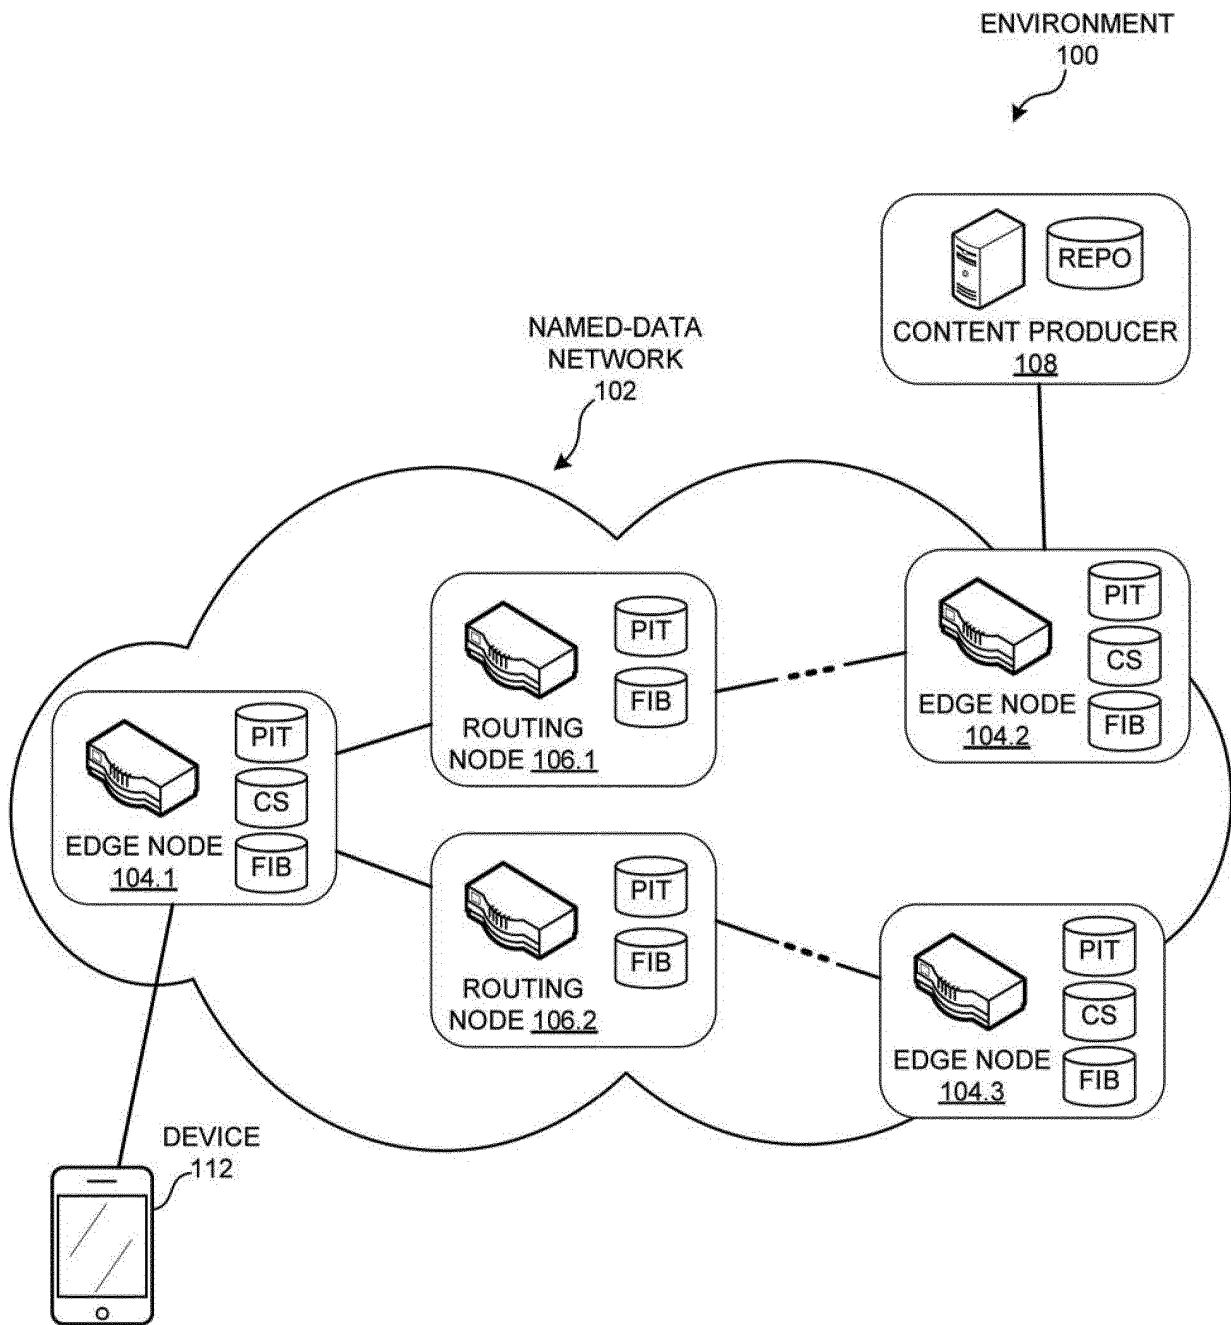 ENVIRONMENT
100
REPO
CONTENT PRODUCER
108
NAMED-DATA
NETWORK
102
PIT
CS
FIB
EDGE NODE
104.2
PIT
FIB
ROUTING
NODE 106.1
PIT
CS
FIB
EDGE NODE
104.1
PIT
FIB
ROUTING
NODE 106.2
PIT
CS
FIB
EDGE NODE
104.3
DEVICE
112